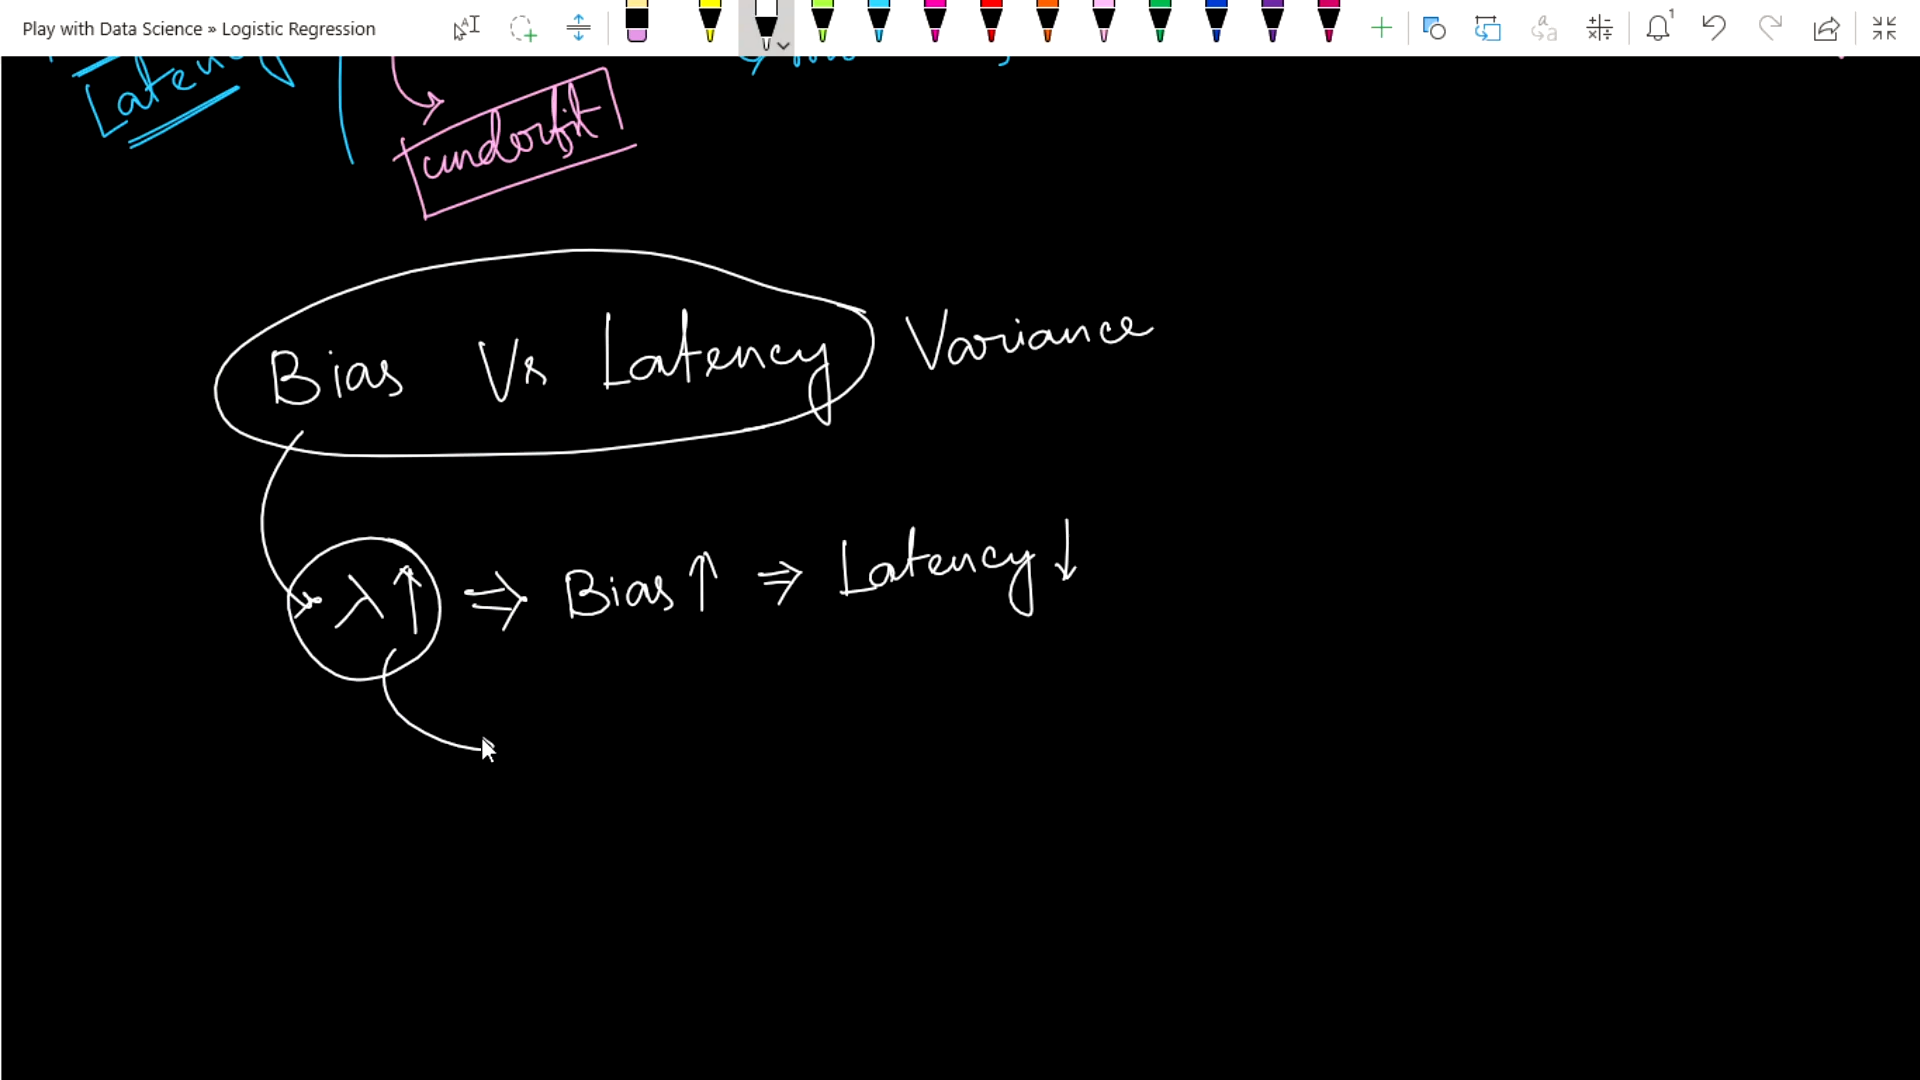 Play with Data Science » Logistic Regression
Latency
underfit
Bias Vs Latency Variance
λ↑ ⇒ Bias↑ ⇒ Latency↓